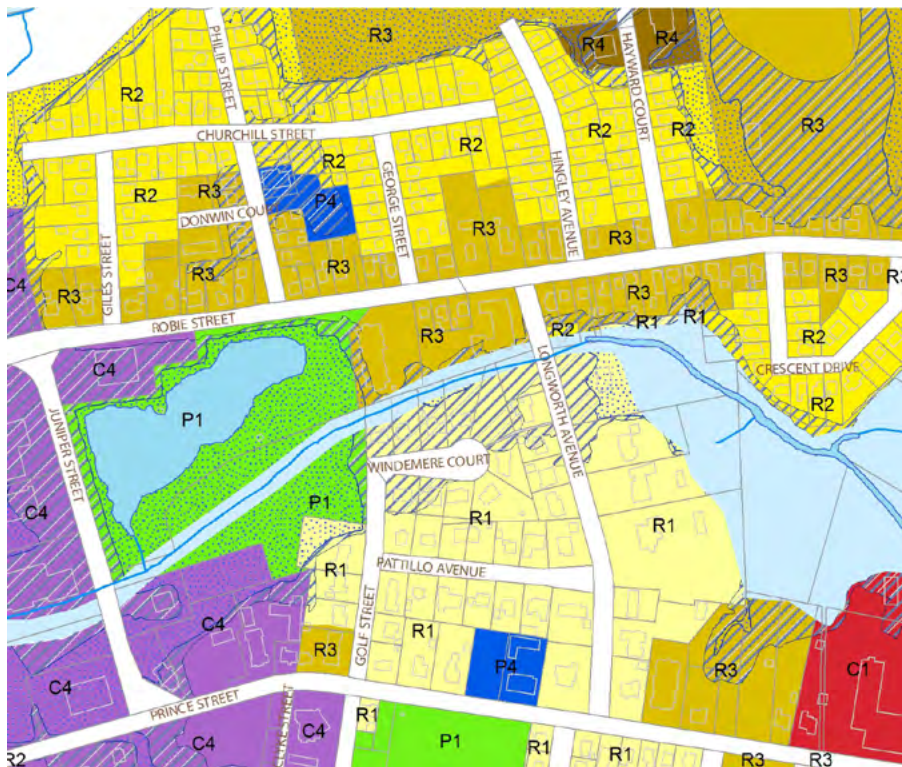 R3
R4
R4
PHILIP STREET
HAYWARD COURT
R2
R3
CHURCHILL STREET
R2
R2
R2
R2
HINGLEY AVENUE
GEORGE STREET
R2
R3
P4
DONWIN COU
GILES STREET
R3
R3
R3
R3
R3
C4
R3
R3
R3
ROBIE STREET
R3
R2
R1
R1
R2
C4
CRESCENT DRIVE
R2
LONGWORTH AVENUE
JUNIPER STREET
P1
WINDEMERE COURT
C4
P1
R1
R1
R1
PATTILLO AVENUE
GOLF STREET
C4
R1
R3
P4
R3
C1
C4
PRINCE STREET
R1
C4
C4
P1
R1
R1
R3
R3
R2